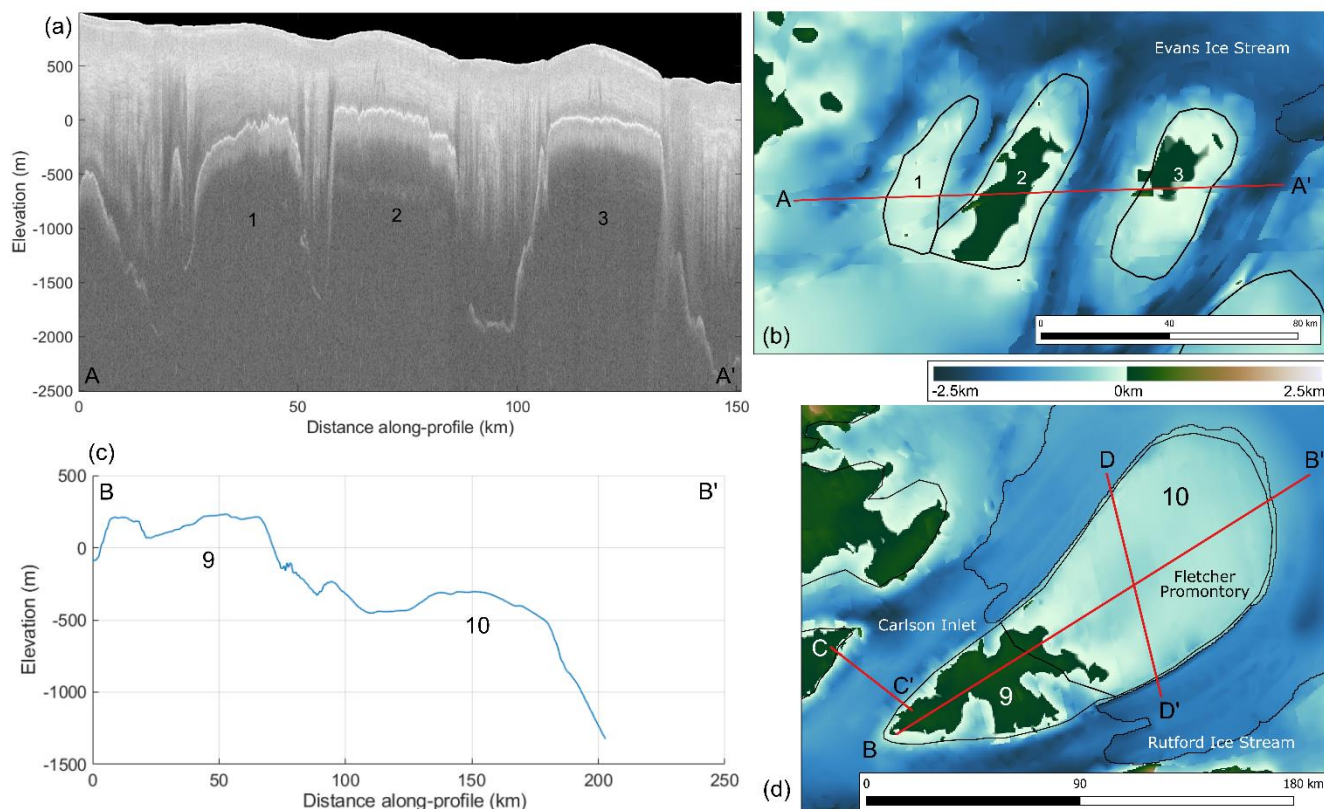 (a)
Elevation (m)
500
0
-500
-1000
-1500
-2000
-2500
1
2
3
A
A'
0
50
100
150
Distance along-profile (km)
Evans Ice Stream
1
2
3
A
A'
0
40
80 km
(b)
-2.5km
0km
2.5km
(c)
Elevation (m)
500
0
-500
-1000
-1500
B
B'
9
10
0
50
100
150
200
250
Distance along-profile (km)
D
B'
10
Fletcher
Promontory
Carlson Inlet
C
C'
9
D'
B
Rutford Ice Stream
0
90
180 km
(d)